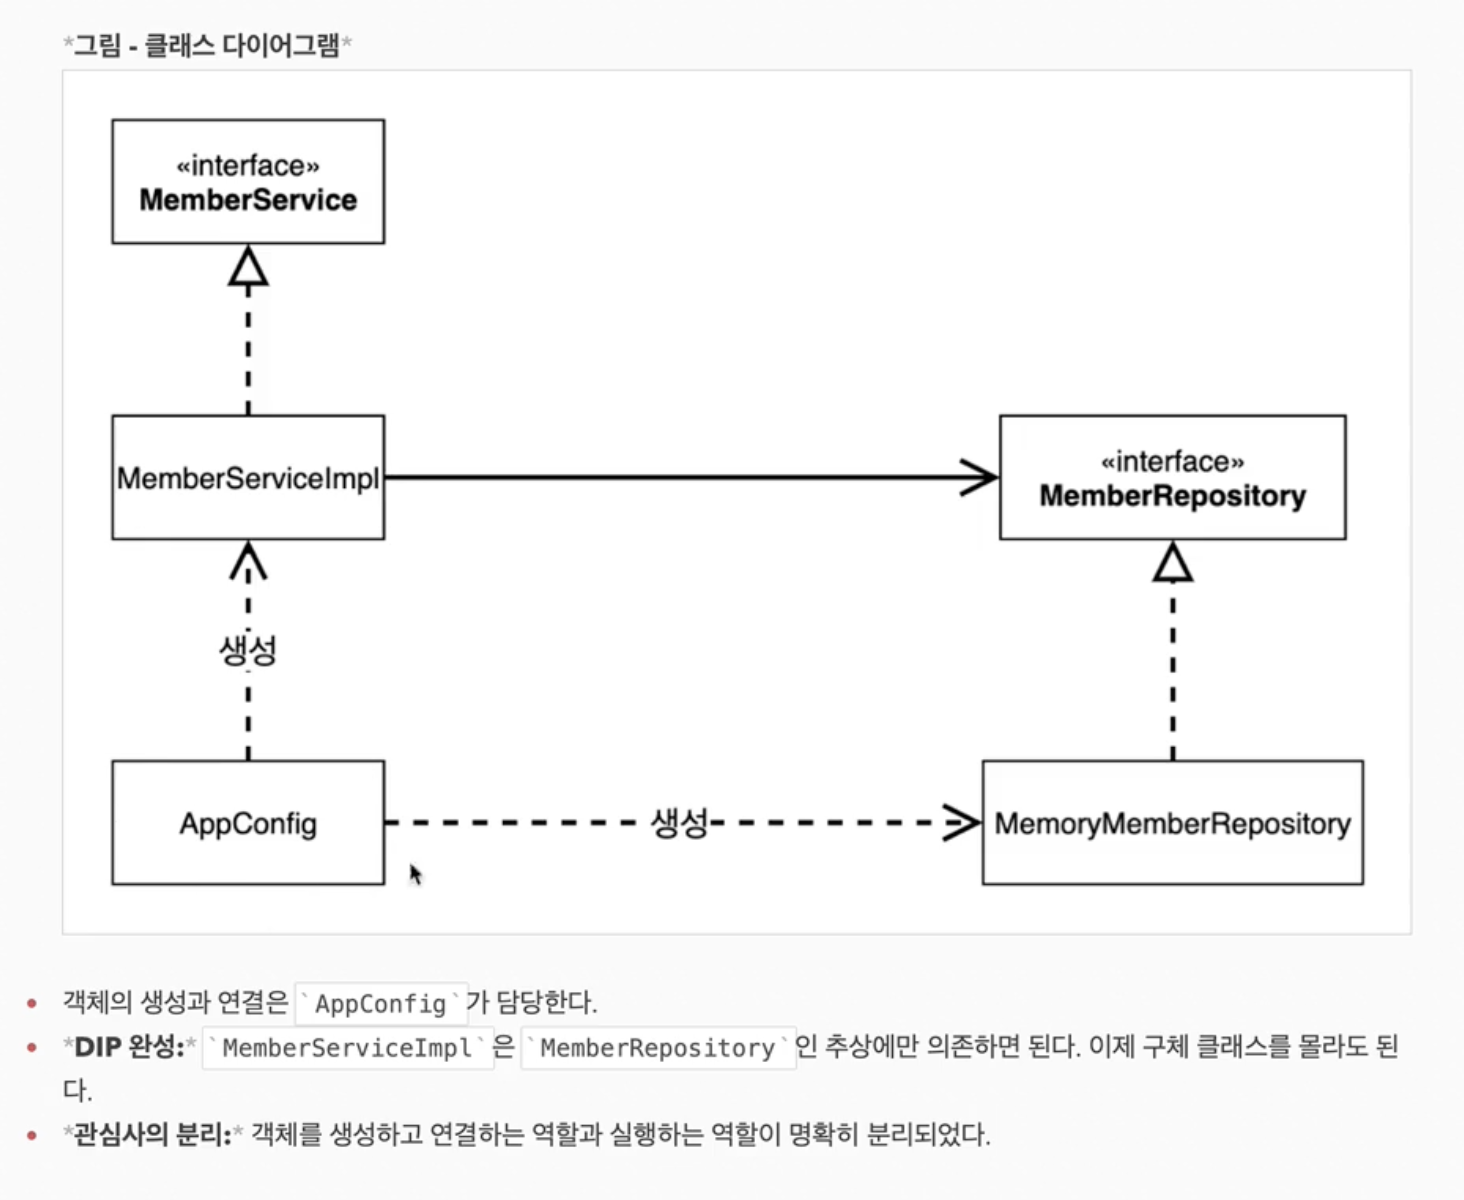 *그림 - 클래스 다이어그램*
«interface»
MemberService
MemberServiceImpl
«interface»
MemberRepository
생성
AppConfig
생성
MemoryMemberRepository
객체의 생성과 연결은 `AppConfig`가 담당한다.
*DIP 완성:* `MemberServiceImpl`은 `MemberRepository`인 추상에만 의존하면 된다. 이제 구체 클래스를 몰라도 된
다.
*관심사의 분리:* 객체를 생성하고 연결하는 역할과 실행하는 역할이 명확히 분리되었다.